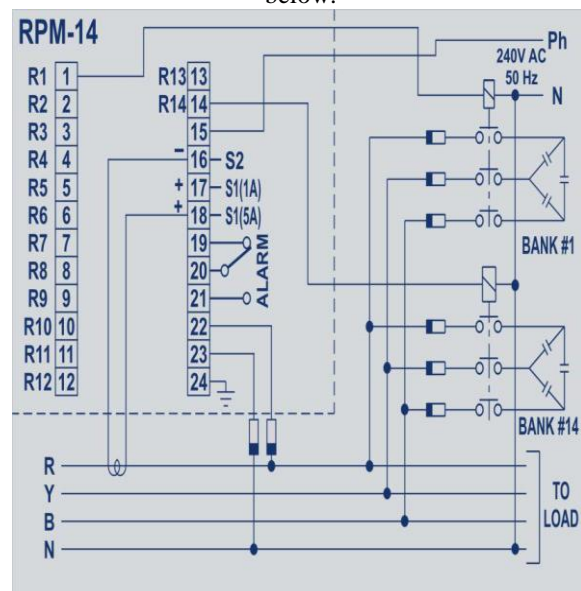 below.
RPM-14
R1 1
R2 2
R3 3
R4 4
R5 5
R6 6
R7 7
R8 8
R9 9
R10 10
R11 11
R12 12
R13 13
R14 14
15
− 16 S2
+ 17 S1(1A)
+ 18 S1(5A)
19
20
21
ALARM
22
23
24
Ph
240V AC
50 Hz
N
BANK #1
BANK #14
R
Y
B
N
TO
LOAD